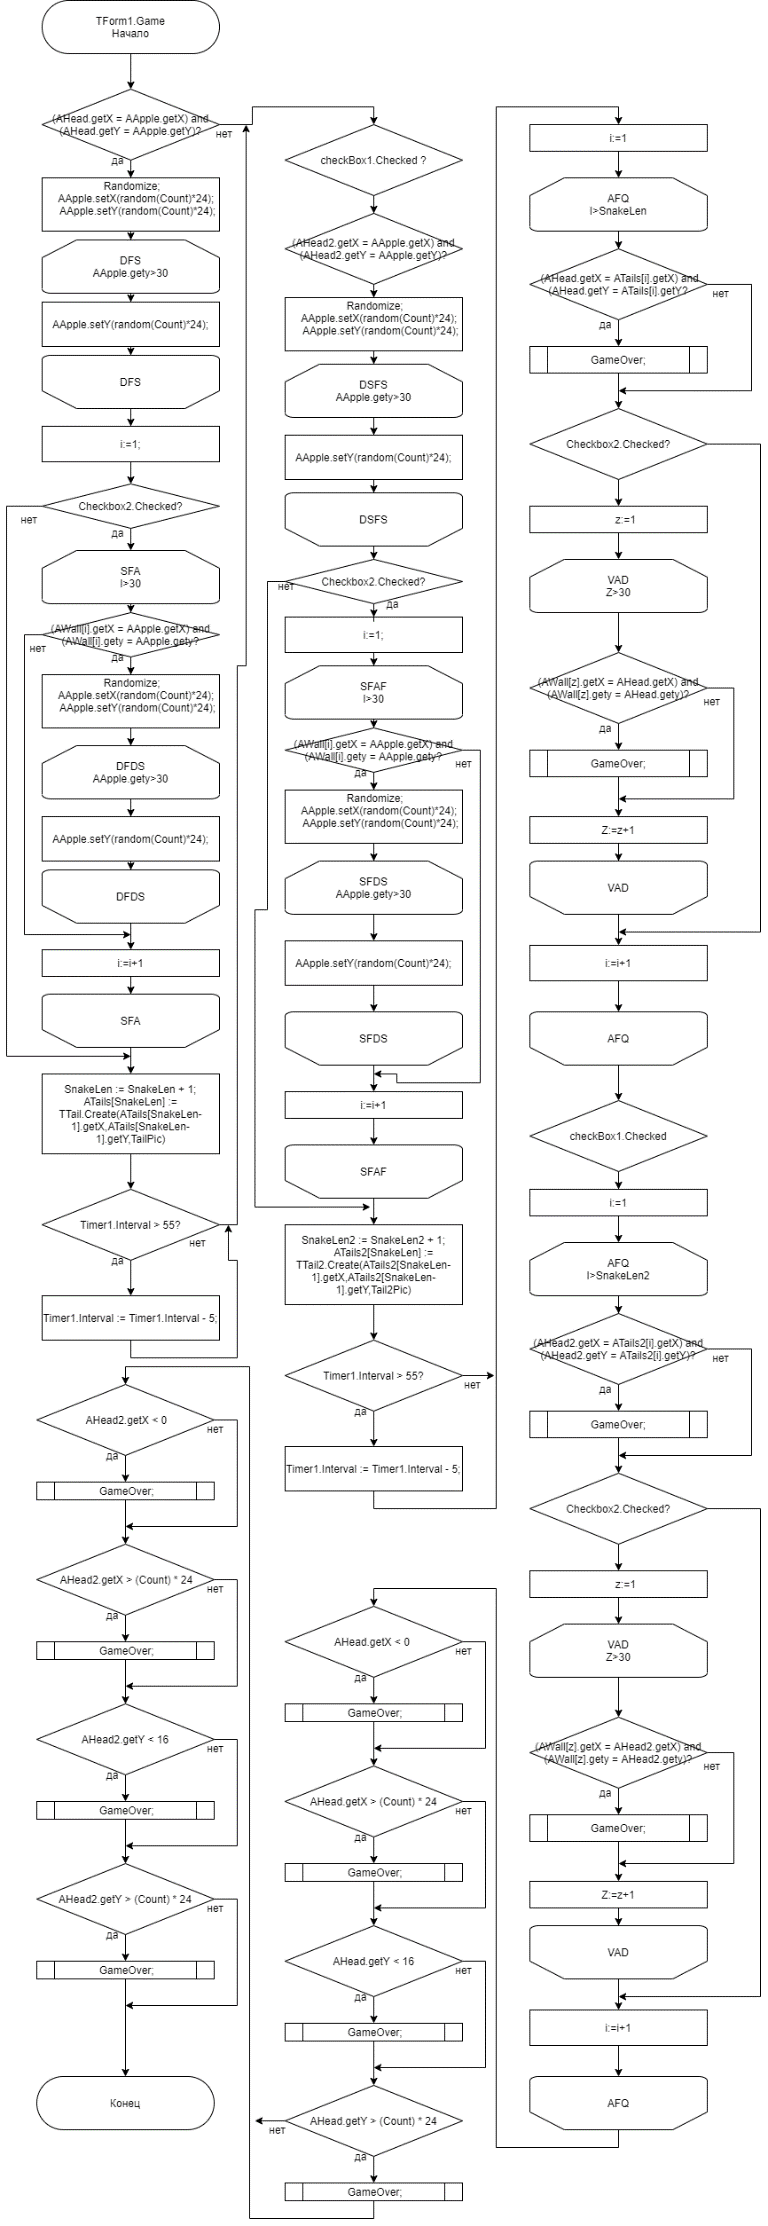 TForm1.Game
Начало
(AHead.getX = AApple.getX) and
(AHead.getY = AApple.getY)?
нет
да
Randomize;
AApple.setX(random(Count)*24);
AApple.setY(random(Count)*24);
DFS
AApple.gety>30
AApple.setY(random(Count)*24);
DFS
i:=1;
Checkbox2.Checked?
нет
да
SFA
I>30
(AWall[i].getX = AApple.getX) and
(AWall[i].gety = AApple.gety?
нет
да
Randomize;
AApple.setX(random(Count)*24);
AApple.setY(random(Count)*24);
DFDS
AApple.gety>30
AApple.setY(random(Count)*24);
DFDS
i:=i+1
SFA
SnakeLen := SnakeLen + 1;
ATails[SnakeLen] :=
TTail.Create(ATails[SnakeLen-
1].getX,ATails[SnakeLen-
1].getY,TailPic)
Timer1.Interval > 55?
нет
да
Timer1.Interval := Timer1.Interval - 5;
checkBox1.Checked ?
(AHead2.getX = AApple.getX) and
(AHead2.getY = AApple.getY)?
Randomize;
AApple.setX(random(Count)*24);
AApple.setY(random(Count)*24);
DSFS
AApple.gety>30
AApple.setY(random(Count)*24);
DSFS
Checkbox2.Checked?
нет
да
i:=1;
SFAF
I>30
(AWall[i].getX = AApple.getX) and
(AWall[i].gety = AApple.gety?
нет
да
Randomize;
AApple.setX(random(Count)*24);
AApple.setY(random(Count)*24);
SFDS
AApple.gety>30
AApple.setY(random(Count)*24);
SFDS
i:=i+1
SFAF
SnakeLen2 := SnakeLen2 + 1;
ATails2[SnakeLen] :=
TTail2.Create(ATails2[SnakeLen-
1].getX,ATails2[SnakeLen-
1].getY,Tail2Pic)
Timer1.Interval > 55?
нет
да
Timer1.Interval := Timer1.Interval - 5;
i:=1
AFQ
I>SnakeLen
(AHead.getX = ATails[i].getX) and
(AHead.getY = ATails[i].getY?
нет
да
GameOver;
Checkbox2.Checked?
z:=1
VAD
Z>30
(AWall[z].getX = AHead.getX) and
(AWall[z].gety = AHead.gety)?
нет
да
GameOver;
Z:=z+1
VAD
i:=i+1
AFQ
checkBox1.Checked
i:=1
AFQ
I>SnakeLen2
(AHead2.getX = ATails2[i].getX) and
(AHead2.getY = ATails2[i].getY)?
нет
да
GameOver;
Checkbox2.Checked?
z:=1
VAD
Z>30
(AWall[z].getX = AHead2.getX) and
(AWall[z].gety = AHead2.gety)?
нет
да
GameOver;
Z:=z+1
VAD
i:=i+1
AFQ
AHead.getX < 0
нет
да
GameOver;
AHead.getX > (Count) * 24
нет
да
GameOver;
AHead.getY < 16
нет
да
GameOver;
AHead.getY > (Count) * 24
нет
да
GameOver;
AHead2.getX < 0
нет
да
GameOver;
AHead2.getX > (Count) * 24
нет
да
GameOver;
AHead2.getY < 16
нет
да
GameOver;
AHead2.getY > (Count) * 24
нет
да
GameOver;
Конец